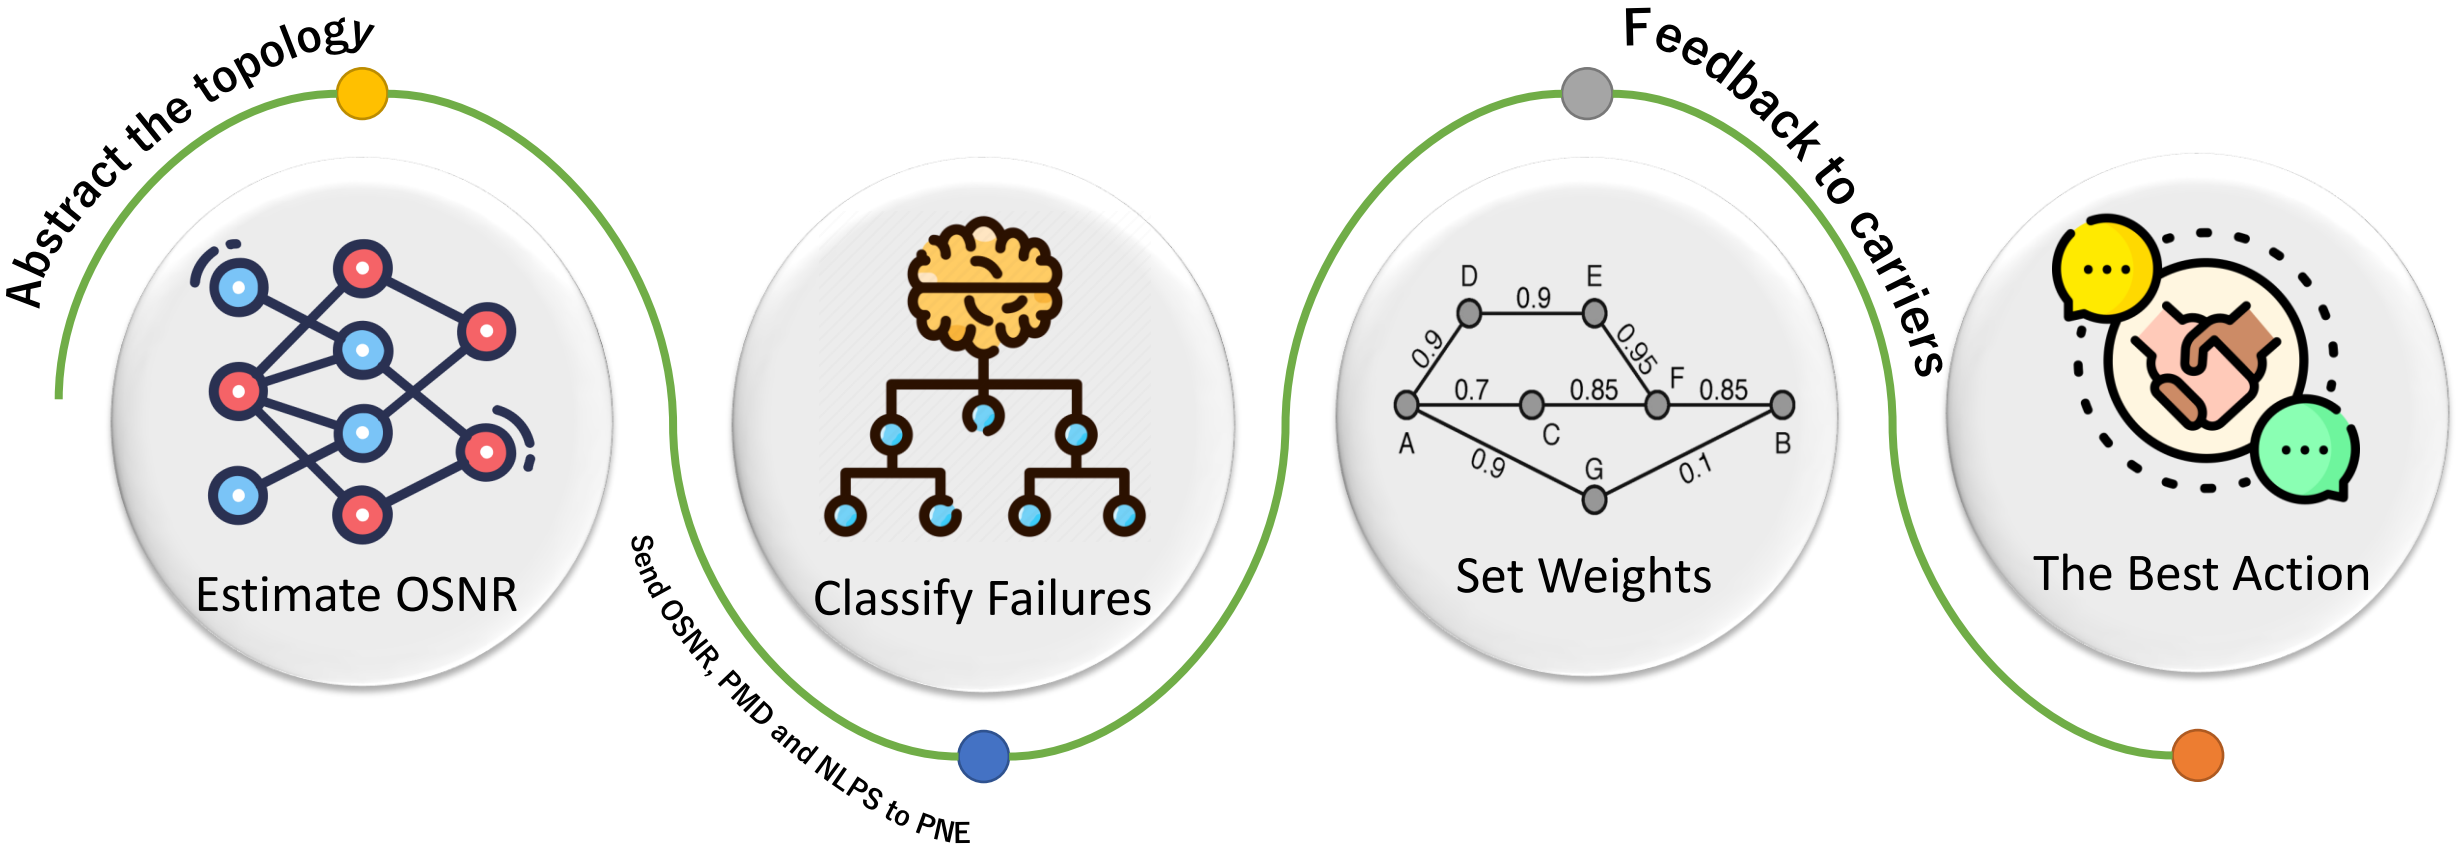 Abstract the topology
Estimate OSNR
Send OSNR, PMD and NLPS to PNE
Classify Failures
D
E
0.9
0.9
0.95
F
0.7
0.85
0.85
A
C
B
0.9
G
0.1
Set Weights
Feedback to carriers
The Best Action